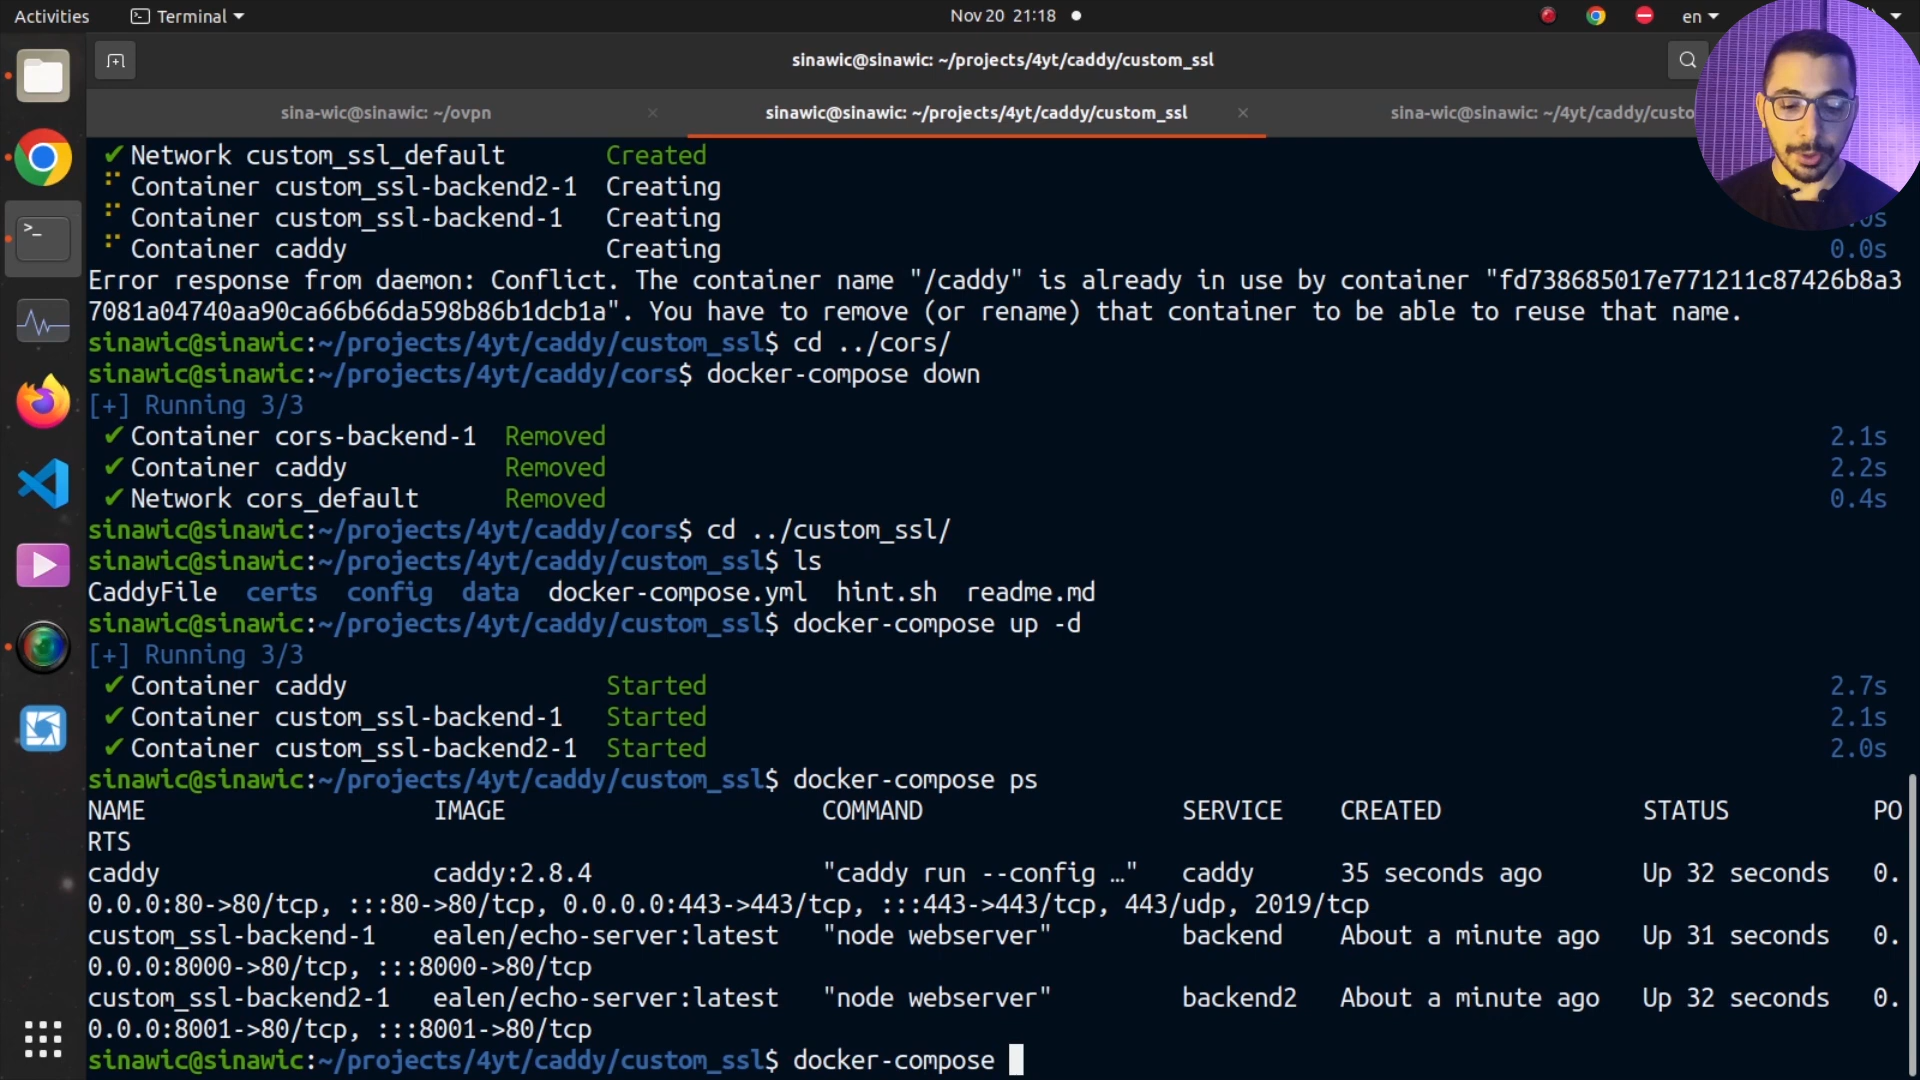 Activities
Terminal
Nov 20 21:18
en
sinawic@sinawic: ~/projects/4yt/caddy/custom_ssl
sina-wic@sinawic: ~/ovpn
sinawic@sinawic: ~/projects/4yt/caddy/custom_ssl
sina-wic@sinawic: ~/4yt/caddy/custo
✔ Network custom_ssl_default Created
Container custom_ssl-backend2-1 Creating
Container custom_ssl-backend-1 Creating .0s
Container caddy Creating 0.0s
Error response from daemon: Conflict. The container name "/caddy" is already in use by container "fd738685017e771211c87426b8a3
7081a04740aa90ca66b66da598b86b1dcb1a". You have to remove (or rename) that container to be able to reuse that name.
sinawic@sinawic:~/projects/4yt/caddy/custom_ssl$ cd ../cors/
sinawic@sinawic:~/projects/4yt/caddy/cors$ docker-compose down
[+] Running 3/3
✔ Container cors-backend-1 Removed 2.1s
✔ Container caddy Removed 2.2s
✔ Network cors_default Removed 0.4s
sinawic@sinawic:~/projects/4yt/caddy/cors$ cd ../custom_ssl/
sinawic@sinawic:~/projects/4yt/caddy/custom_ssl$ ls
CaddyFile certs config data docker-compose.yml hint.sh readme.md
sinawic@sinawic:~/projects/4yt/caddy/custom_ssl$ docker-compose up -d
[+] Running 3/3
✔ Container caddy Started 2.7s
✔ Container custom_ssl-backend-1 Started 2.1s
✔ Container custom_ssl-backend2-1 Started 2.0s
sinawic@sinawic:~/projects/4yt/caddy/custom_ssl$ docker-compose ps
NAME IMAGE COMMAND SERVICE CREATED STATUS PO
RTS
caddy caddy:2.8.4 "caddy run --config …" caddy 35 seconds ago Up 32 seconds 0.
0.0.0:80->80/tcp, :::80->80/tcp, 0.0.0.0:443->443/tcp, :::443->443/tcp, 443/udp, 2019/tcp
custom_ssl-backend-1 ealen/echo-server:latest "node webserver" backend About a minute ago Up 31 seconds 0.
0.0.0:8000->80/tcp, :::8000->80/tcp
custom_ssl-backend2-1 ealen/echo-server:latest "node webserver" backend2 About a minute ago Up 32 seconds 0.
0.0.0:8001->80/tcp, :::8001->80/tcp
sinawic@sinawic:~/projects/4yt/caddy/custom_ssl$ docker-compose